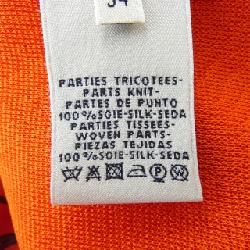 34
PARTIES TRICOTEES-
PARTS KNIT-
PARTES DE PUNTO
100%SOIE-SILK-SEDA
PARTIES TISSEES-
WOVEN PARTS-
PIEZAS TEJIDAS
100%SOIE-SILK-SEDA
P